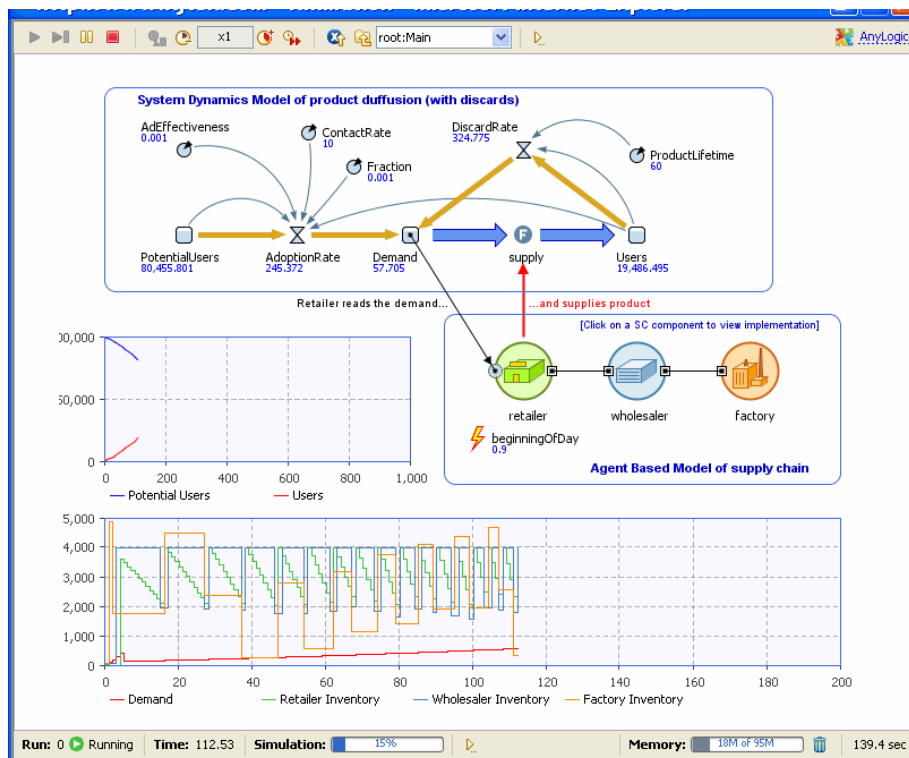 x1
root:Main
AnyLogic
System Dynamics Model of product duffusion (with discards)
AdEffectiveness
0.001
ContactRate
10
Fraction
0.001
DiscardRate
324.775
ProductLifetime
60
PotentialUsers
80,455.801
AdoptionRate
245.372
Demand
57.705
F
supply
Users
19,486.495
Retailer reads the demand...
...and supplies product
[Click on a SC component to view implementation]
retailer
wholesaler
factory
beginningOfDay
0.9
Agent Based Model of supply chain
00,000
50,000
0
0 200 400 600 800 1,000
Potential Users
Users
5,000
4,000
3,000
2,000
1,000
0
0 20 40 60 80 100 120 140 160 180 200
Demand
Retailer Inventory
Wholesaler Inventory
Factory Inventory
Run: 0 Running
Time: 112.53
Simulation: 15%
Memory: 18M of 95M
139.4 sec